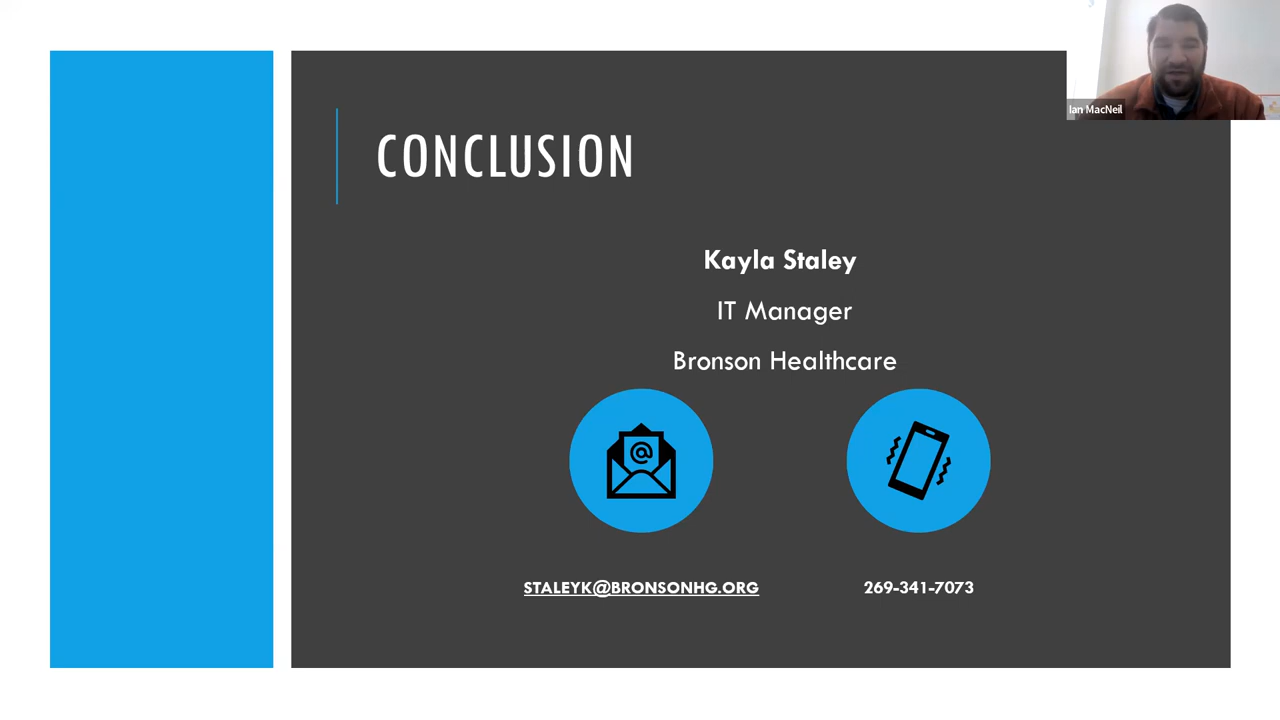 Ian MacNeil
CONCLUSION
Kayla Staley
IT Manager
Bronson Healthcare
@
STALEYK@BRONSONHG.ORG
269-341-7073